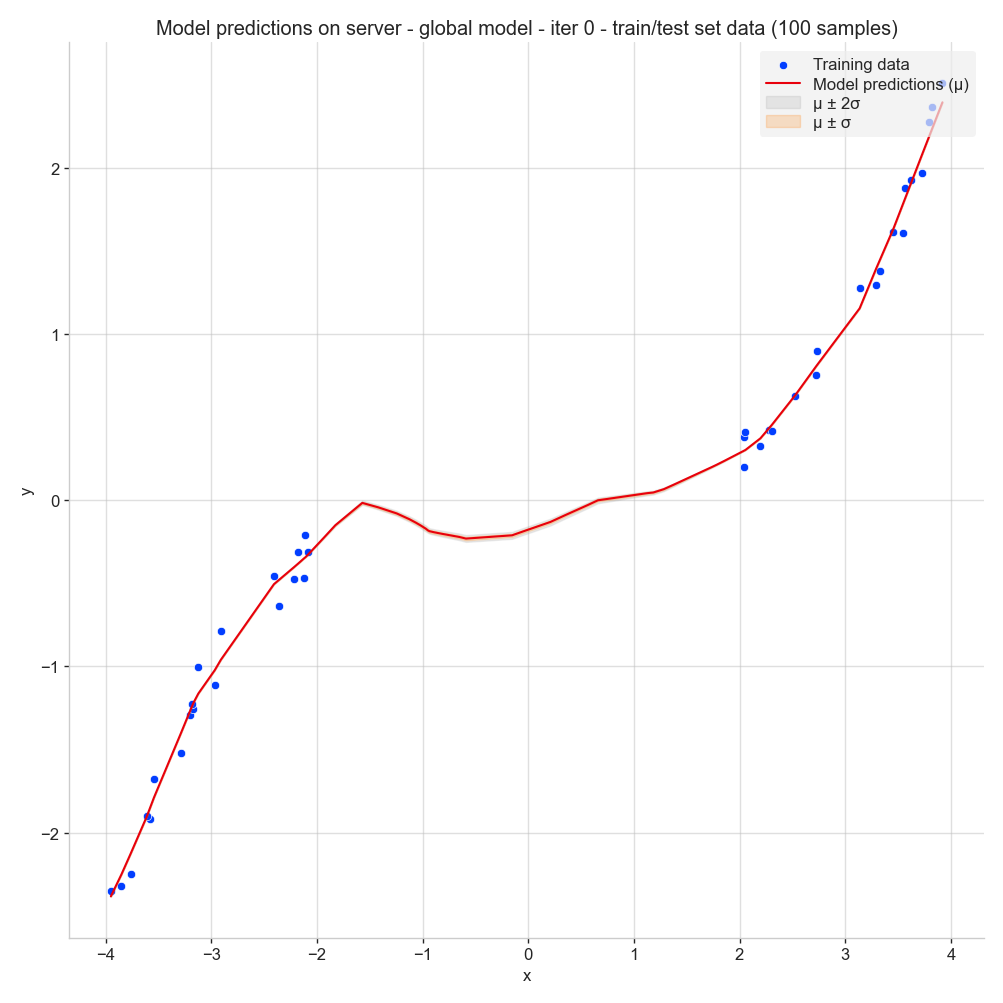 Model predictions on server - global model - iter 0 - train/test set data (100 samples)
Training data
Model predictions (μ)
μ ± 2σ
μ ± σ
y
2
1
0
−1
−2
−4 −3 −2 −1 0 1 2 3 4
x